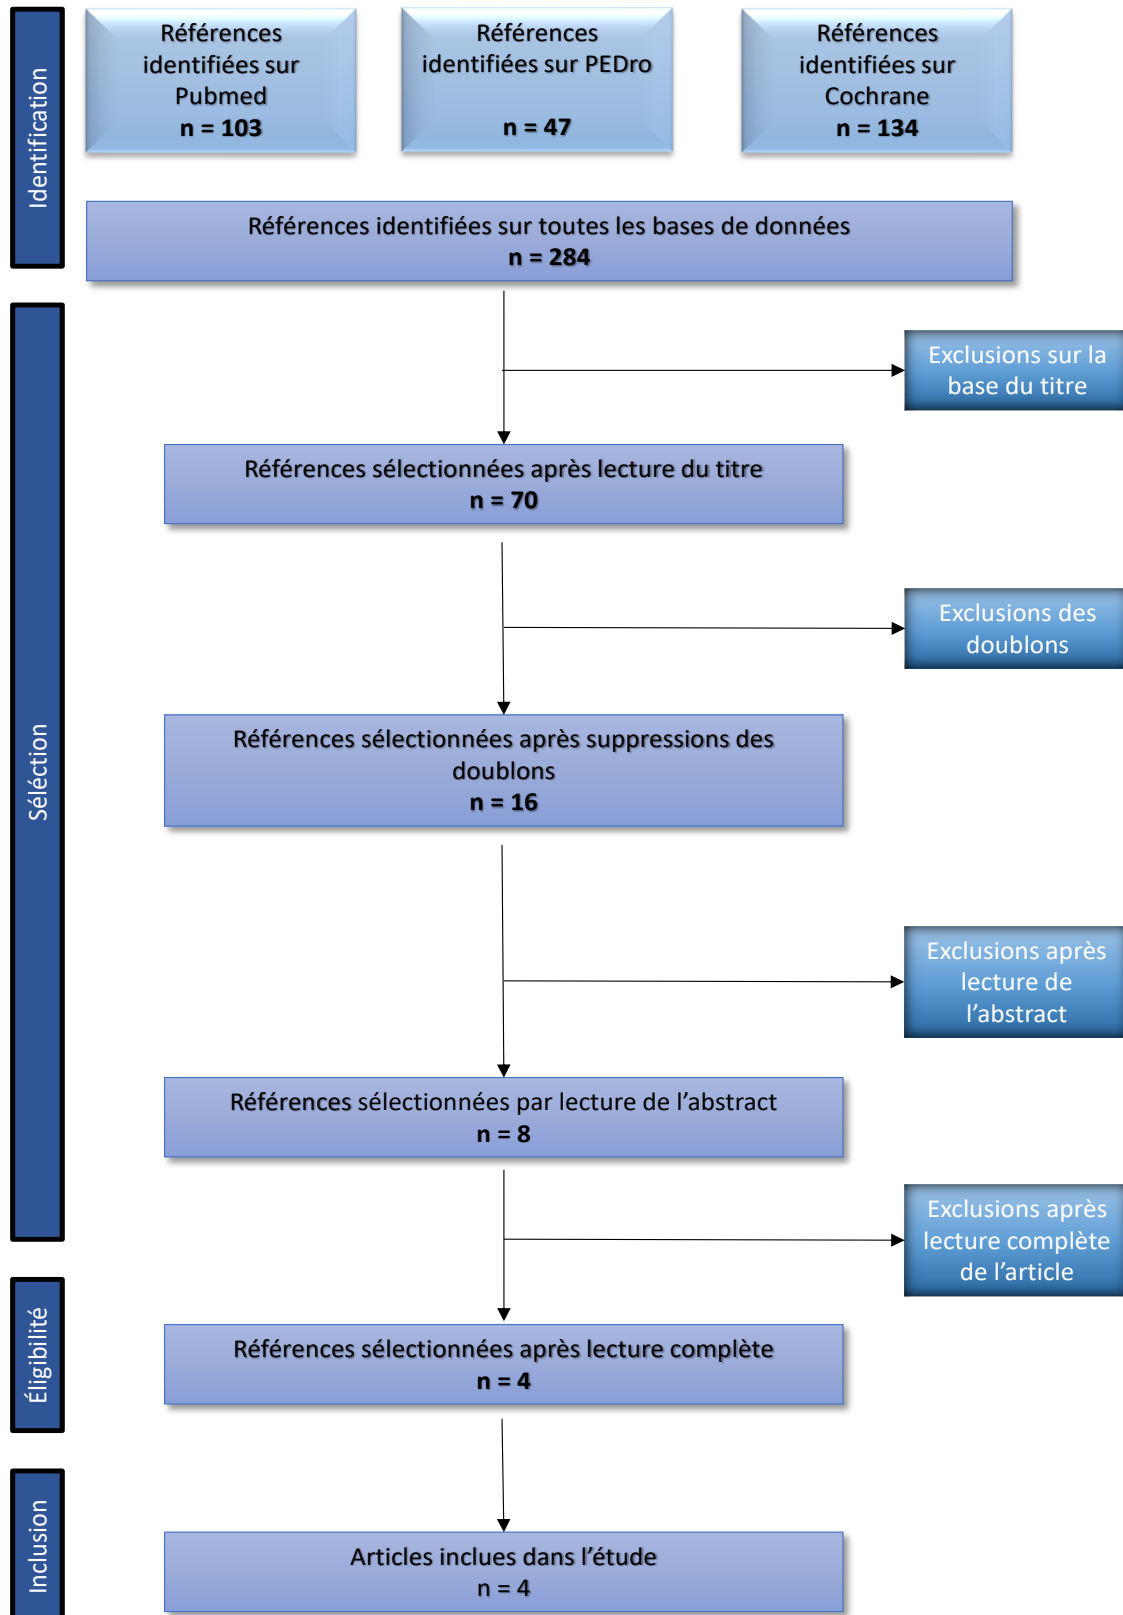 Identification
Références
identifiées sur
Pubmed
n = 103
Références
identifiées sur PEDro
n = 47
Références
identifiées sur
Cochrane
n = 134
Références identifiées sur toutes les bases de données
n = 284
Séléction
Exclusions sur la
base du titre
Références sélectionnées après lecture du titre
n = 70
Exclusions des
doublons
Références sélectionnées après suppressions des
doublons
n = 16
Exclusions après
lecture de
l’abstract
Références sélectionnées par lecture de l’abstract
n = 8
Exclusions après
lecture complète
de l’article
Éligibilité
Références sélectionnées après lecture complète
n = 4
Inclusion
Articles inclues dans l’étude
n = 4